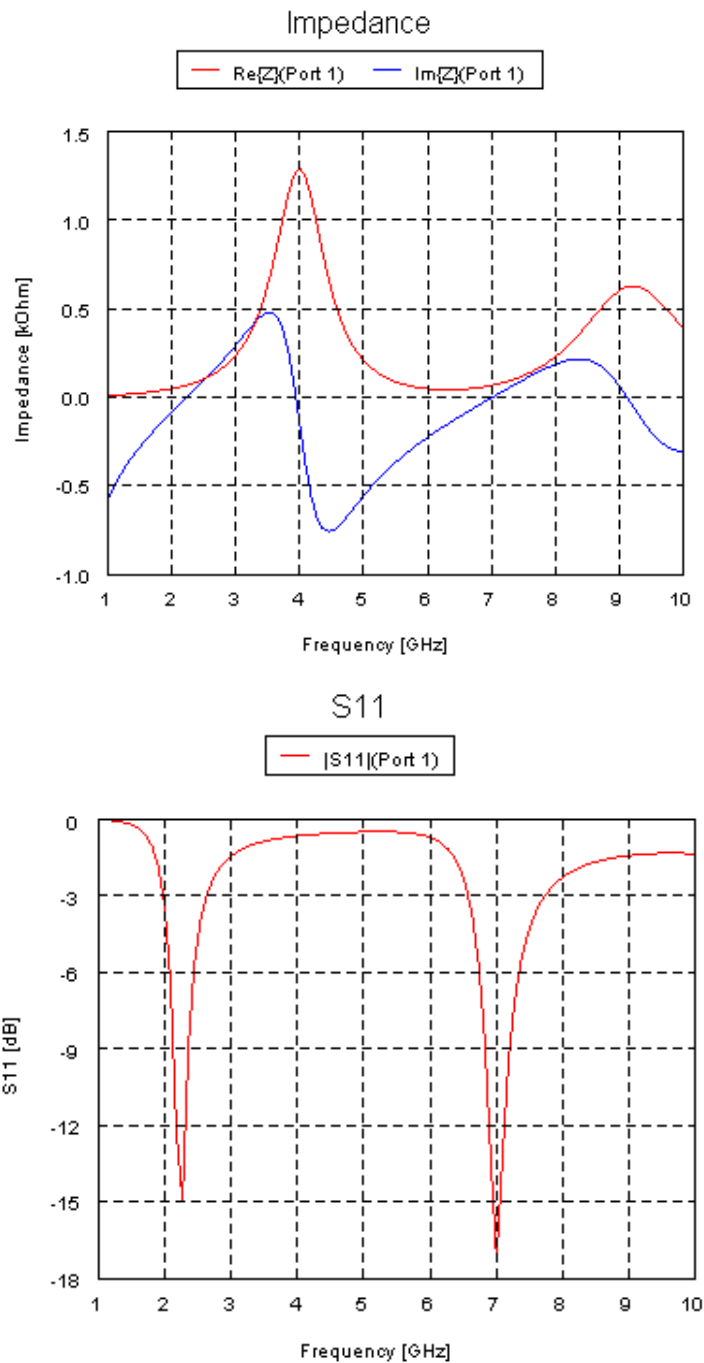 Impedance
Re{Z}(Port 1) Im{Z}(Port 1)
1.5
1.0
0.5
0.0
-0.5
-1.0
Impedance [kOhm]
1 2 3 4 5 6 7 8 9 10
Frequency [GHz]
S11
|S11|(Port 1)
0
-3
-6
-9
-12
-15
-18
S11 [dB]
1 2 3 4 5 6 7 8 9 10
Frequency [GHz]